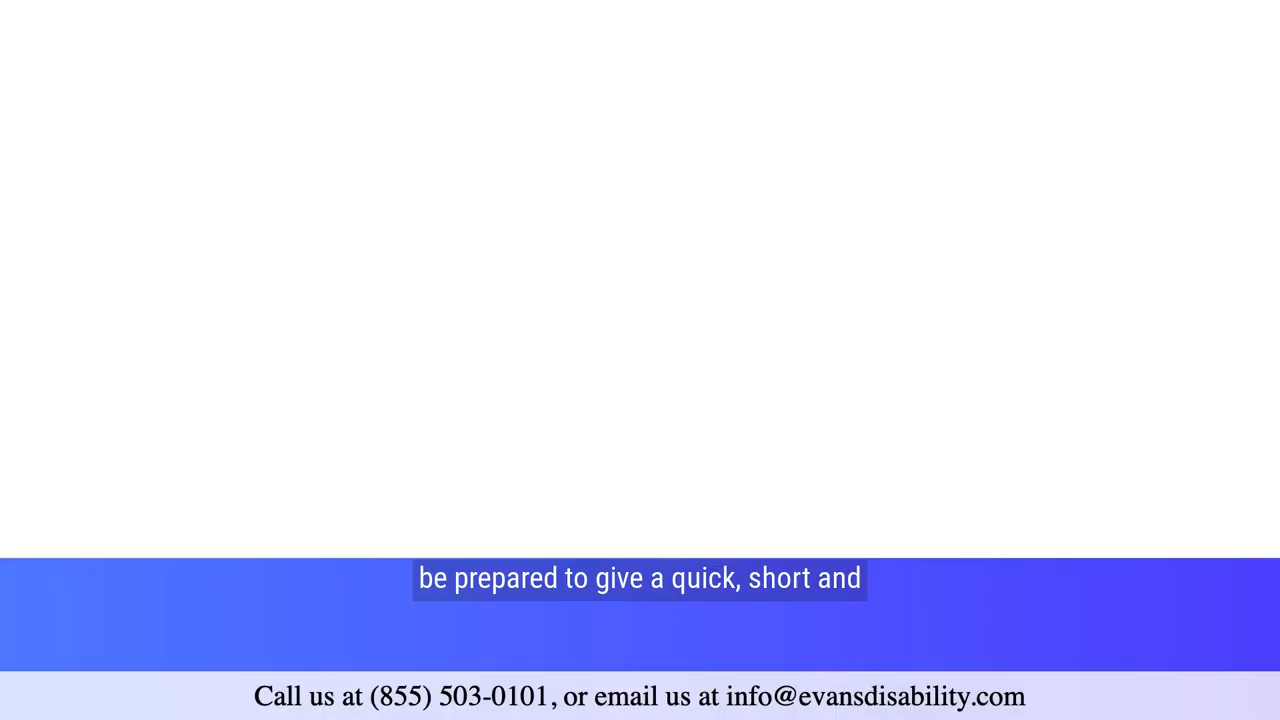 be prepared to give a quick, short and
Call us at (855) 503-0101, or email us at info@evansdisability.com